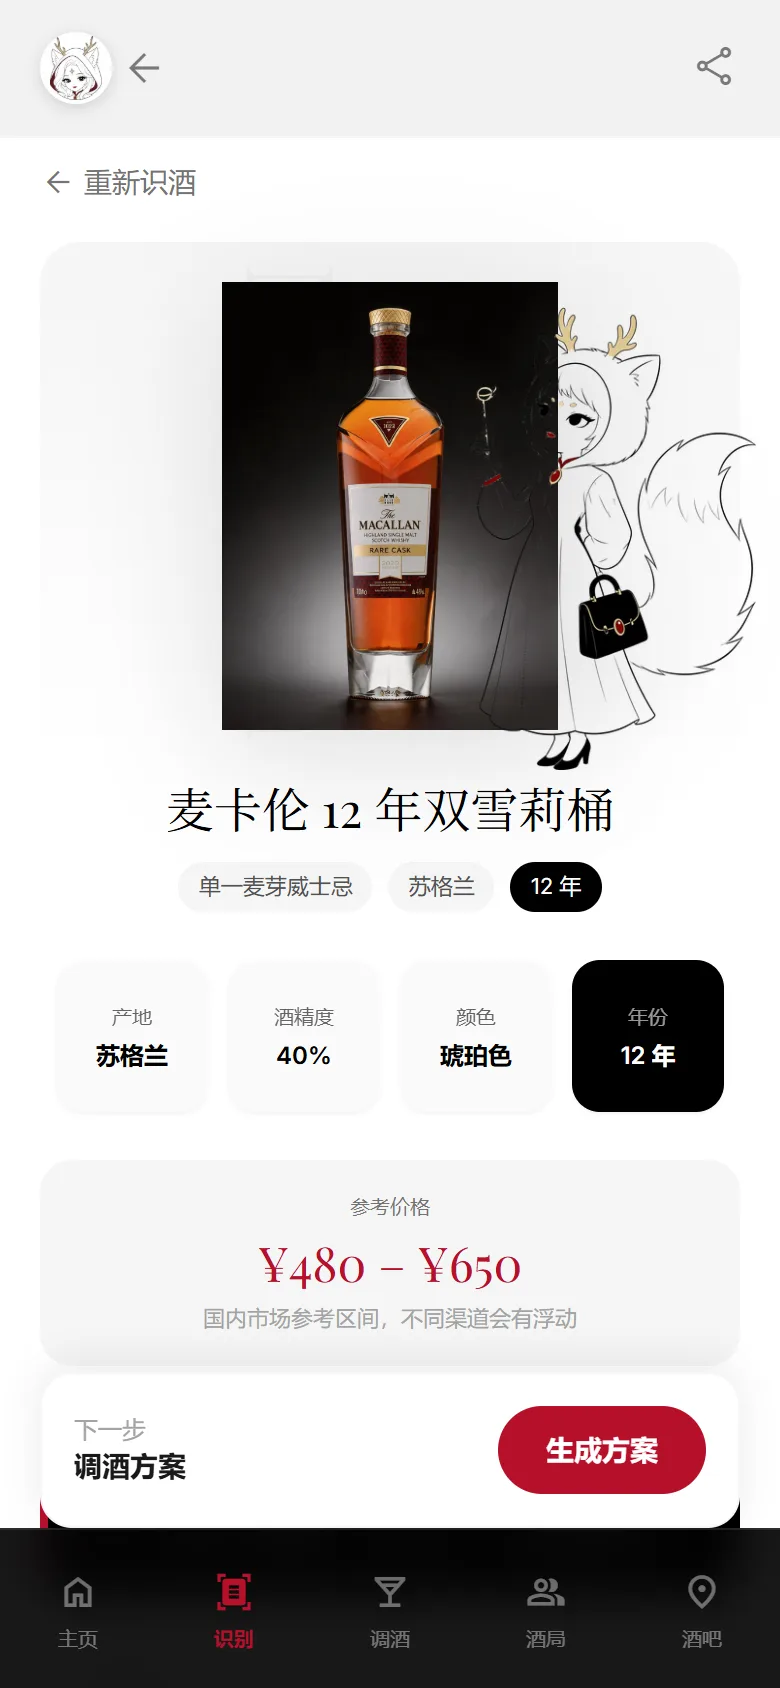 重新识酒
The
MACALLAN
HIGHLAND SINGLE MALT
SCOTCH WHISKY
RARE CASK
麦卡伦 12 年双雪莉桶
单一麦芽威士忌
苏格兰
12 年
产地
苏格兰
酒精度
40%
颜色
琥珀色
年份
12 年
参考价格
¥480 – ¥650
国内市场参考区间，不同渠道会有浮动
下一步
调酒方案
生成方案
主页
识别
调酒
酒局
酒吧